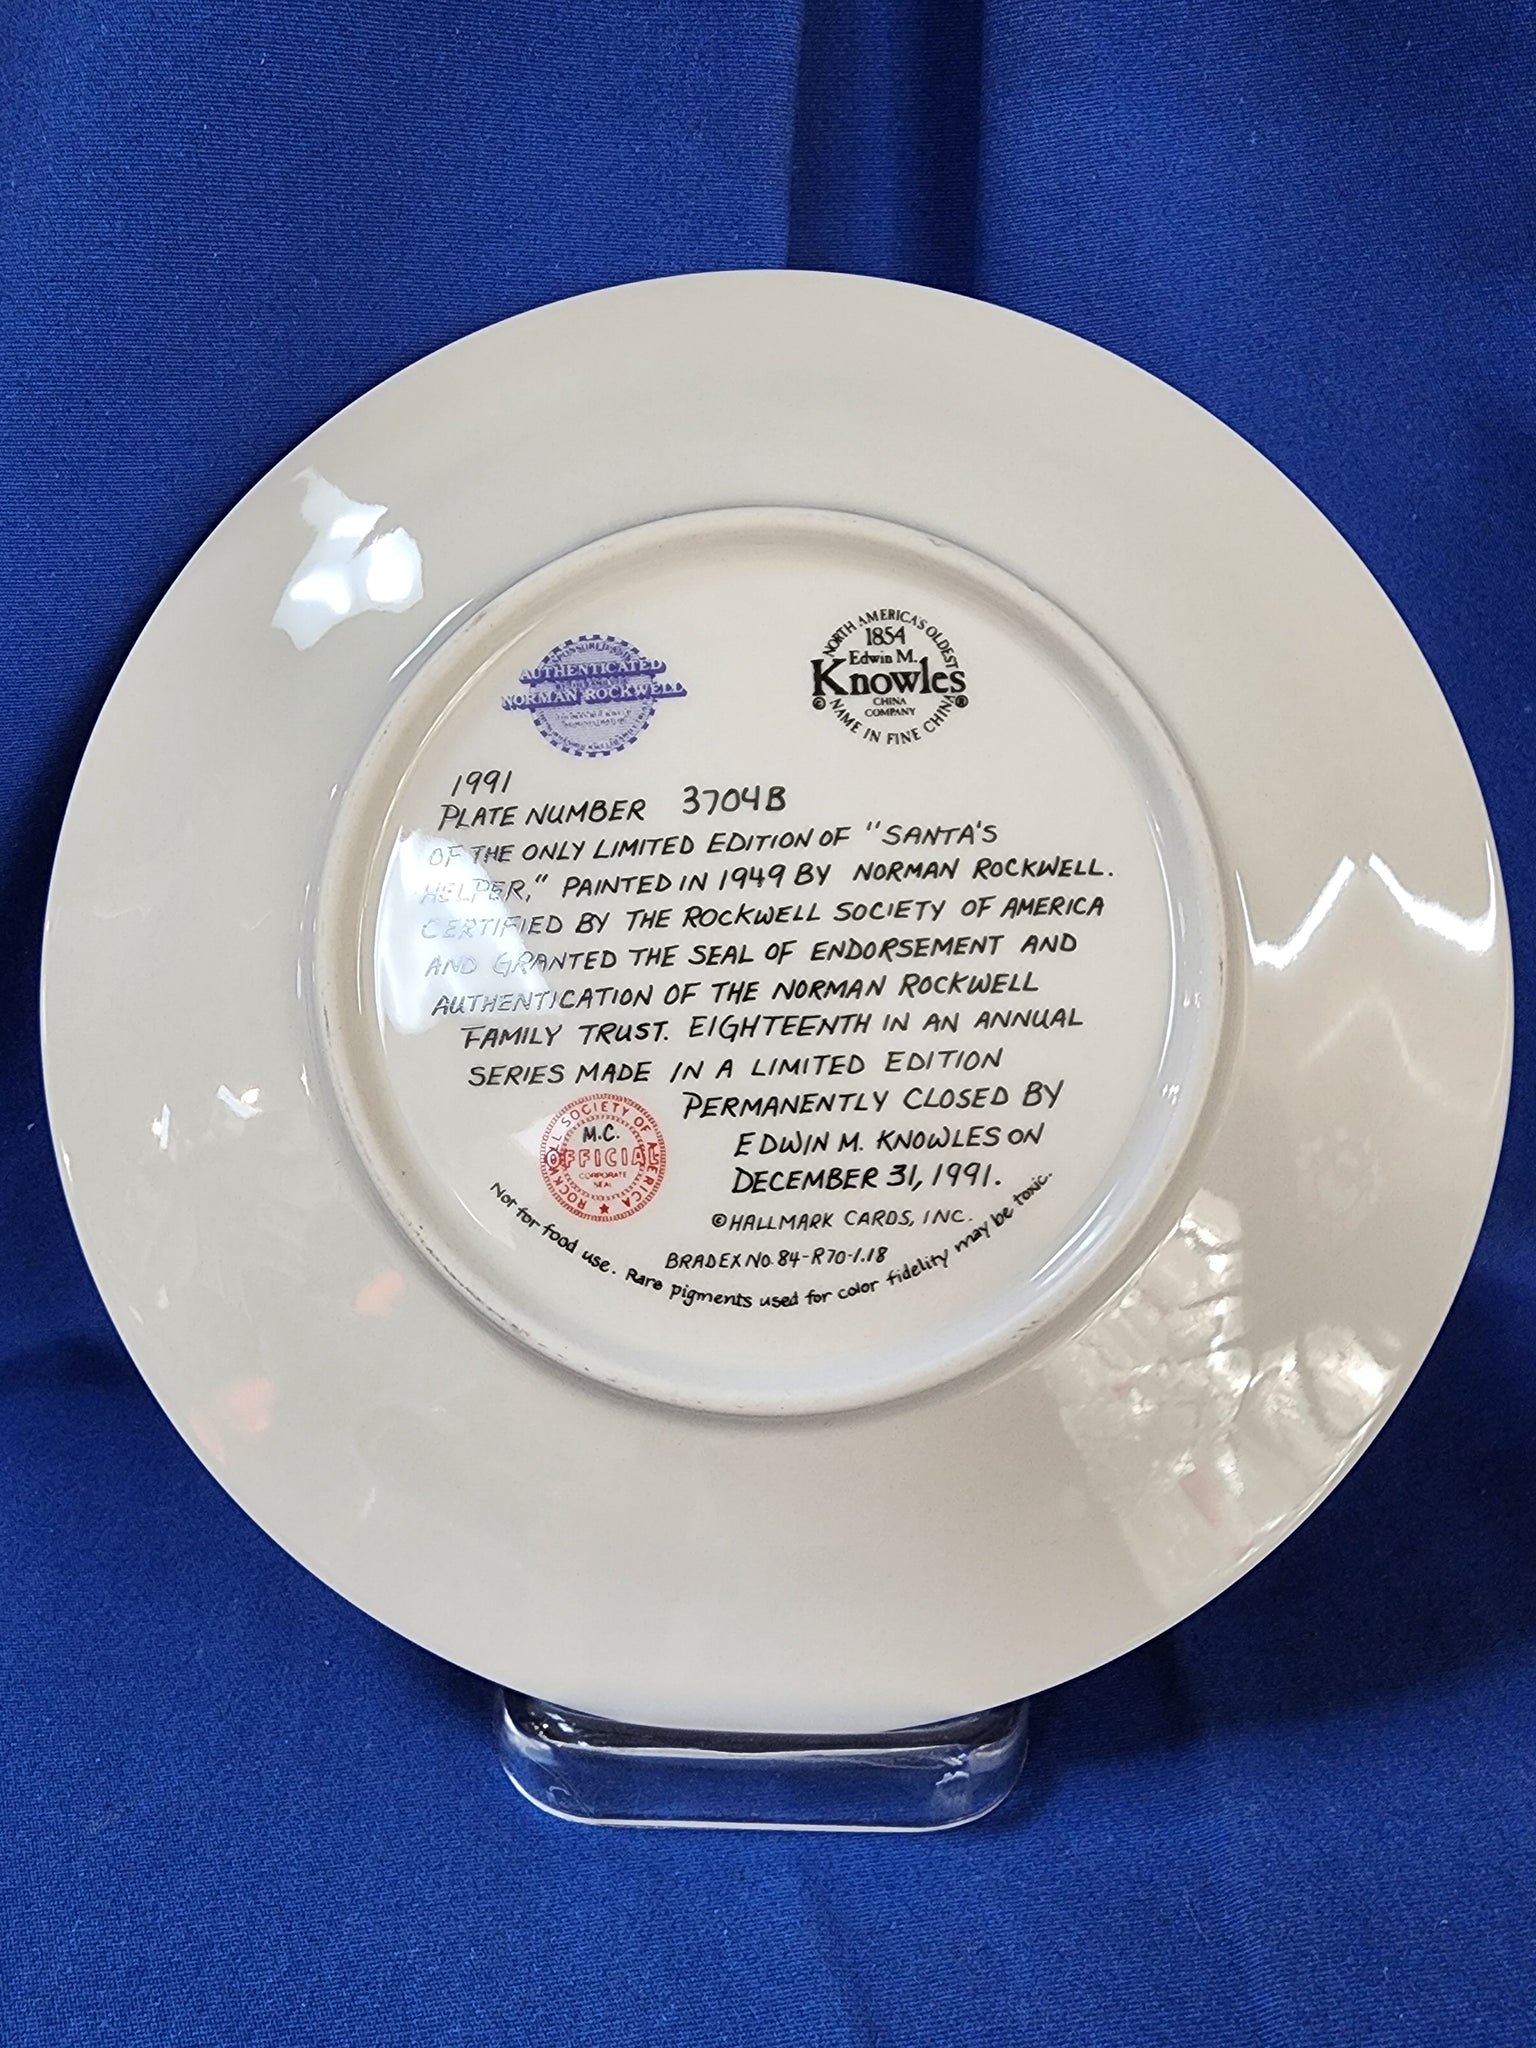 AUTHENTICATED
NORMAN ROCKWELL
NORTH AMERICA'S OLDEST
1854
Edwin M.
Knowles
CHINA
COMPANY
© NAME IN FINE CHINA ®
1991
PLATE NUMBER 3704B
OF THE ONLY LIMITED EDITION OF "SANTA'S
HELPER," PAINTED IN 1949 BY NORMAN ROCKWELL.
CERTIFIED BY THE ROCKWELL SOCIETY OF AMERICA
AND GRANTED THE SEAL OF ENDORSEMENT AND
AUTHENTICATION OF THE NORMAN ROCKWELL
FAMILY TRUST. EIGHTEENTH IN AN ANNUAL
SERIES MADE IN A LIMITED EDITION
PERMANENTLY CLOSED BY
EDWIN M. KNOWLES ON
DECEMBER 31, 1991.
ROCKWELL SOCIETY OF AMERICA
M.C.
OFFICIAL
CORPORATE
SEAL
©HALLMARK CARDS, INC.
BRADEX NO. 84-R70-1.18
Not for food use. Rare pigments used for color fidelity may be toxic.